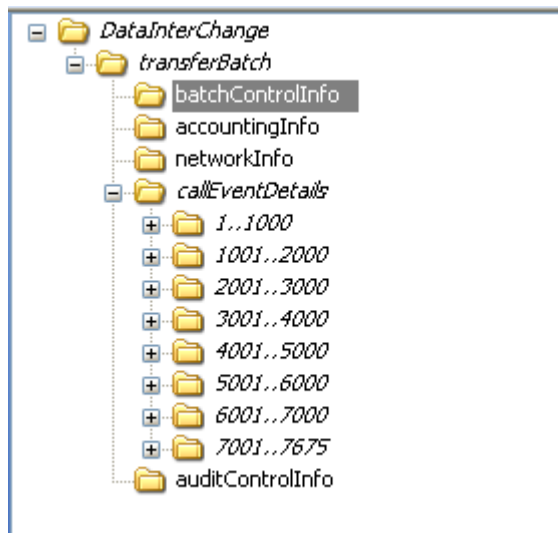 DataInterChange
transferBatch
batchControlInfo
accountingInfo
networkInfo
callEventDetails
1..1000
1001..2000
2001..3000
3001..4000
4001..5000
5001..6000
6001..7000
7001..7675
auditControlInfo